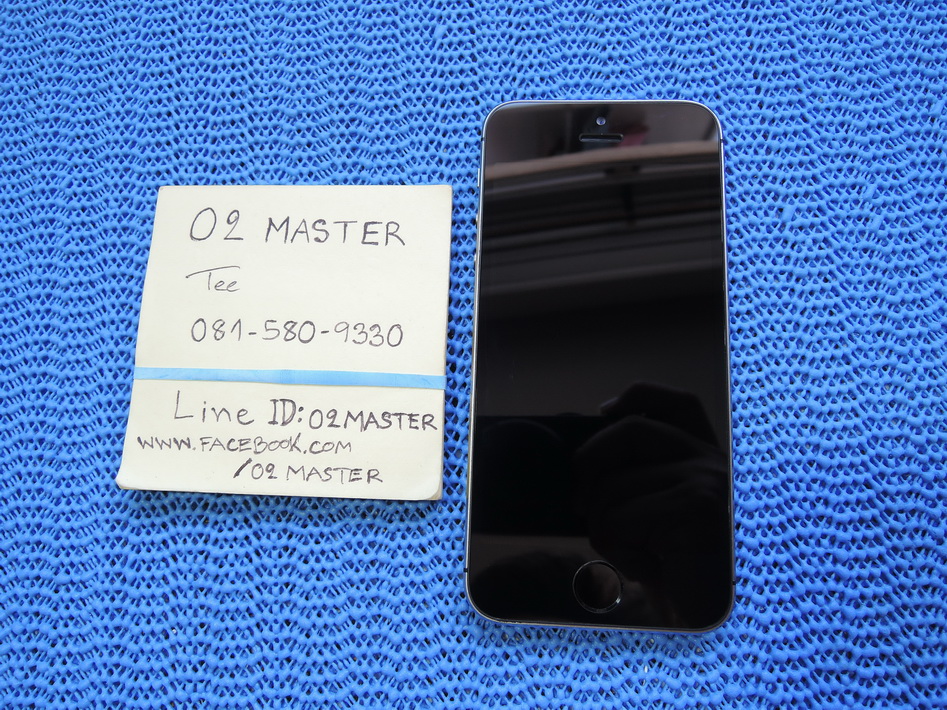 O2 MASTER
Tee
081-580-9330
Line ID: O2MASTER
WWW.FACEBOOK.COM
/O2 MASTER